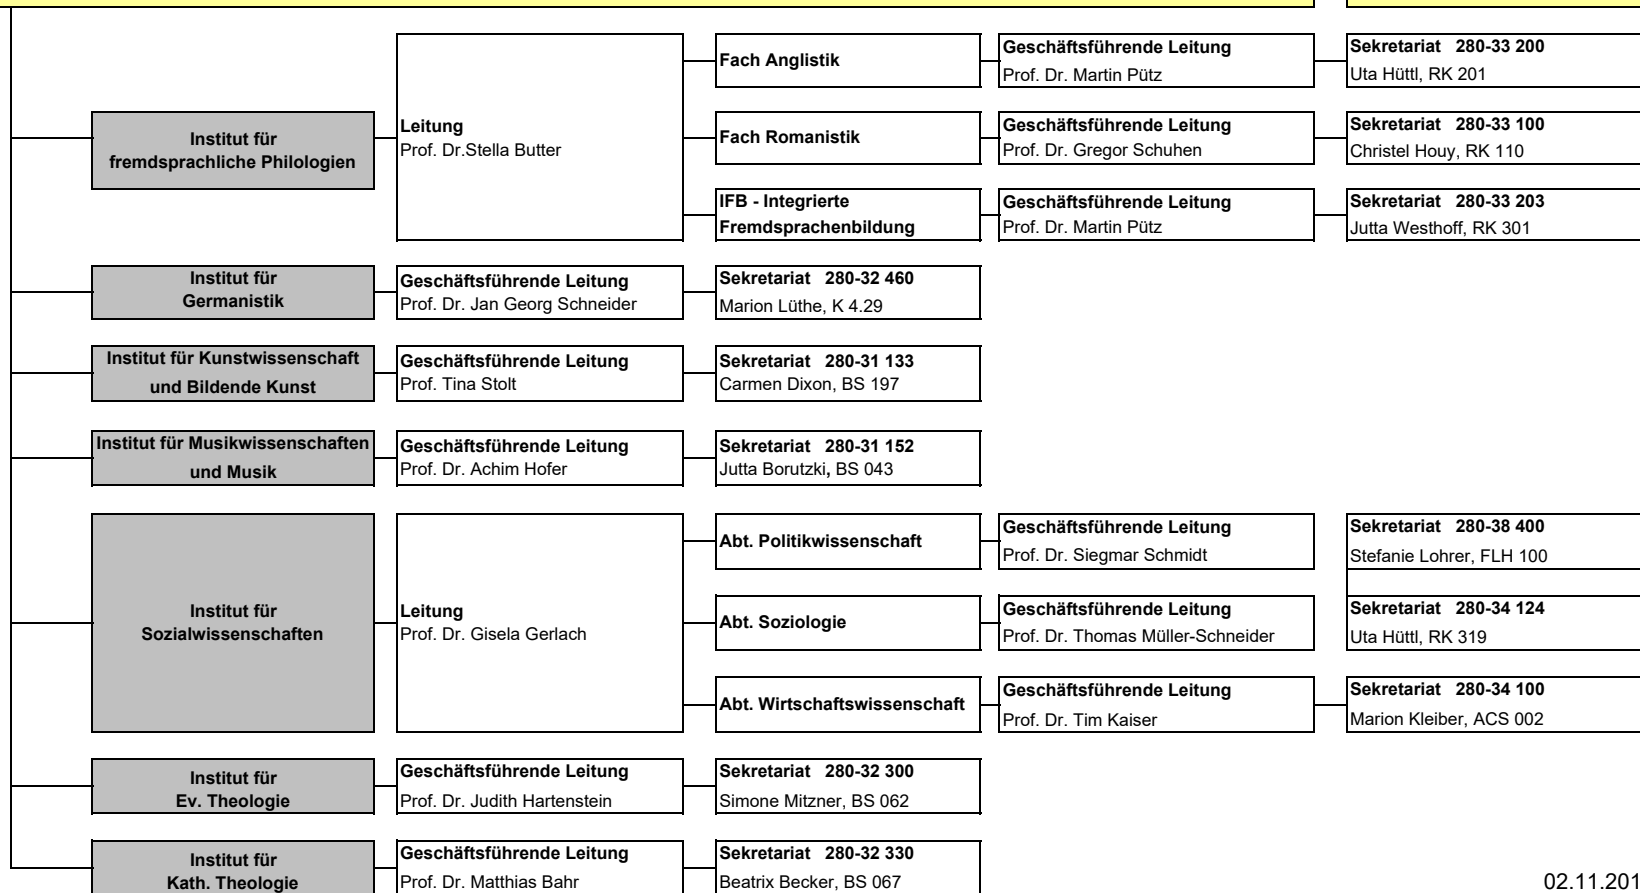 Fach Anglistik
Geschäftsführende Leitung
Prof. Dr. Martin Pütz
Sekretariat 280-33 200
Uta Hüttl, RK 201
Institut für
fremdsprachliche Philologien
Leitung
Prof. Dr.Stella Butter
Fach Romanistik
Geschäftsführende Leitung
Prof. Dr. Gregor Schuhen
Sekretariat 280-33 100
Christel Houy, RK 110
IFB - Integrierte
Fremdsprachenbildung
Geschäftsführende Leitung
Prof. Dr. Martin Pütz
Sekretariat 280-33 203
Jutta Westhoff, RK 301
Institut für
Germanistik
Geschäftsführende Leitung
Prof. Dr. Jan Georg Schneider
Sekretariat 280-32 460
Marion Lüthe, K 4.29
Institut für Kunstwissenschaft
und Bildende Kunst
Geschäftsführende Leitung
Prof. Tina Stolt
Sekretariat 280-31 133
Carmen Dixon, BS 197
Institut für Musikwissenschaften
und Musik
Geschäftsführende Leitung
Prof. Dr. Achim Hofer
Sekretariat 280-31 152
Jutta Borutzki, BS 043
Institut für
Sozialwissenschaften
Leitung
Prof. Dr. Gisela Gerlach
Abt. Politikwissenschaft
Geschäftsführende Leitung
Prof. Dr. Siegmar Schmidt
Sekretariat 280-38 400
Stefanie Lohrer, FLH 100
Abt. Soziologie
Geschäftsführende Leitung
Prof. Dr. Thomas Müller-Schneider
Sekretariat 280-34 124
Uta Hüttl, RK 319
Abt. Wirtschaftswissenschaft
Geschäftsführende Leitung
Prof. Dr. Tim Kaiser
Sekretariat 280-34 100
Marion Kleiber, ACS 002
Institut für
Ev. Theologie
Geschäftsführende Leitung
Prof. Dr. Judith Hartenstein
Sekretariat 280-32 300
Simone Mitzner, BS 062
Institut für
Kath. Theologie
Geschäftsführende Leitung
Prof. Dr. Matthias Bahr
Sekretariat 280-32 330
Beatrix Becker, BS 067
02.11.201